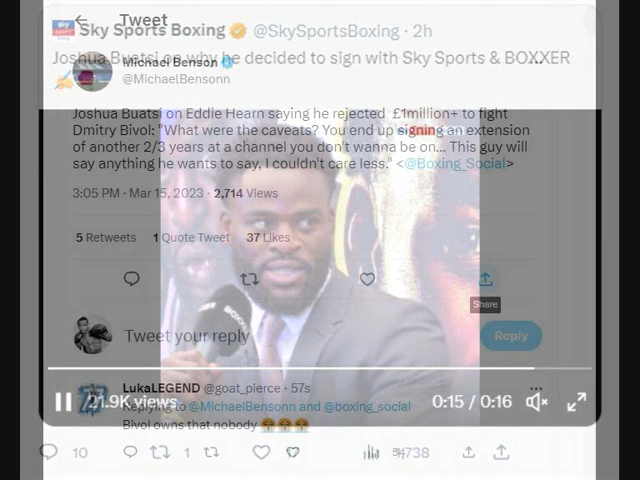 Tweet
Sky Sports Boxing @SkySportsBoxing · 2h
Joshua Buatsi on why he decided to sign with Sky Sports & BOXXER
Michael Benson
@MichaelBensonn
Joshua Buatsi on Eddie Hearn saying he rejected £1million+ to fight
Dmitry Bivol: "What were the caveats? You end up signing an extension
of another 2/3 years at a channel you don't wanna be on... This guy will
say anything he wants to say, I couldn't care less." <@Boxing_Social>
3:05 PM · Mar 15, 2023 · 2,714 Views
5 Retweets 1 Quote Tweet 37 Likes
Share
Tweet your reply
Reply
LukaLEGEND @goat_pierce · 57s
21.9K views
0:15 / 0:16
Replying to @MichaelBensonn and @boxing_social
Bivol owns that nobody
10 1